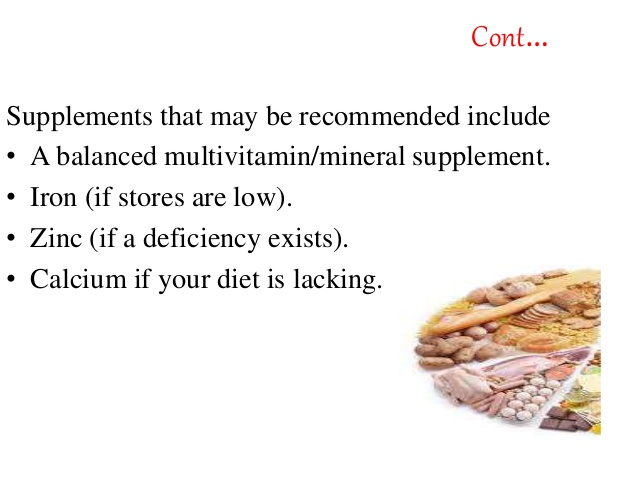 Cont...
Supplements that may be recommended include
• A balanced multivitamin/mineral supplement.
• Iron (if stores are low).
• Zinc (if a deficiency exists).
• Calcium if your diet is lacking.